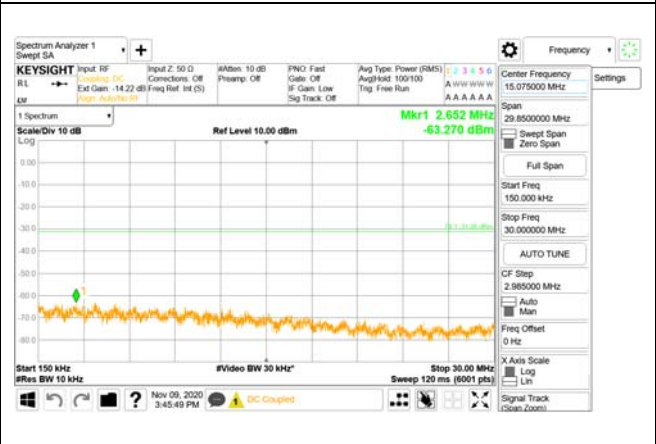 Spectrum Analyzer 1
Swept SA
Frequency
Settings
KEYSIGHT
Input: RF
Coupling: DC
Ext Gain: -14.22 dB
Align: Auto/No RF
Input Z: 50 Ω
Corrections: Off
Freq Ref: Int (S)
#Atten: 10 dB
Preamp: Off
PNO: Fast
Gate: Off
IF Gain: Low
Sig Track: Off
Avg Type: Power (RMS)
Avg|Hold: 100/100
Trig: Free Run
1 2 3 4 5 6
A W W W W W
A A A A A A
R L
1 Spectrum
Scale/Div 10 dB
Log
Ref Level 10.00 dBm
Mkr1 2.652 MHz
-63.270 dBm
0.00
-10.0
-20.0
-30.0
-40.0
-50.0
-60.0
-70.0
-80.0
1
Start 150 kHz
#Res BW 10 kHz
#Video BW 30 kHz*
Stop 30.00 MHz
Sweep 120 ms (6001 pts)
Center Frequency
15.075000 MHz
Span
29.8500000 MHz
Swept Span
Zero Span
Full Span
Start Freq
150.000 kHz
Stop Freq
30.000000 MHz
AUTO TUNE
CF Step
2.985000 MHz
Auto
Man
Freq Offset
0 Hz
X Axis Scale
Log
Lin
Signal Track
(Span Zoom)
?
Nov 09, 2020
3:45:49 PM
1
DC Coupled